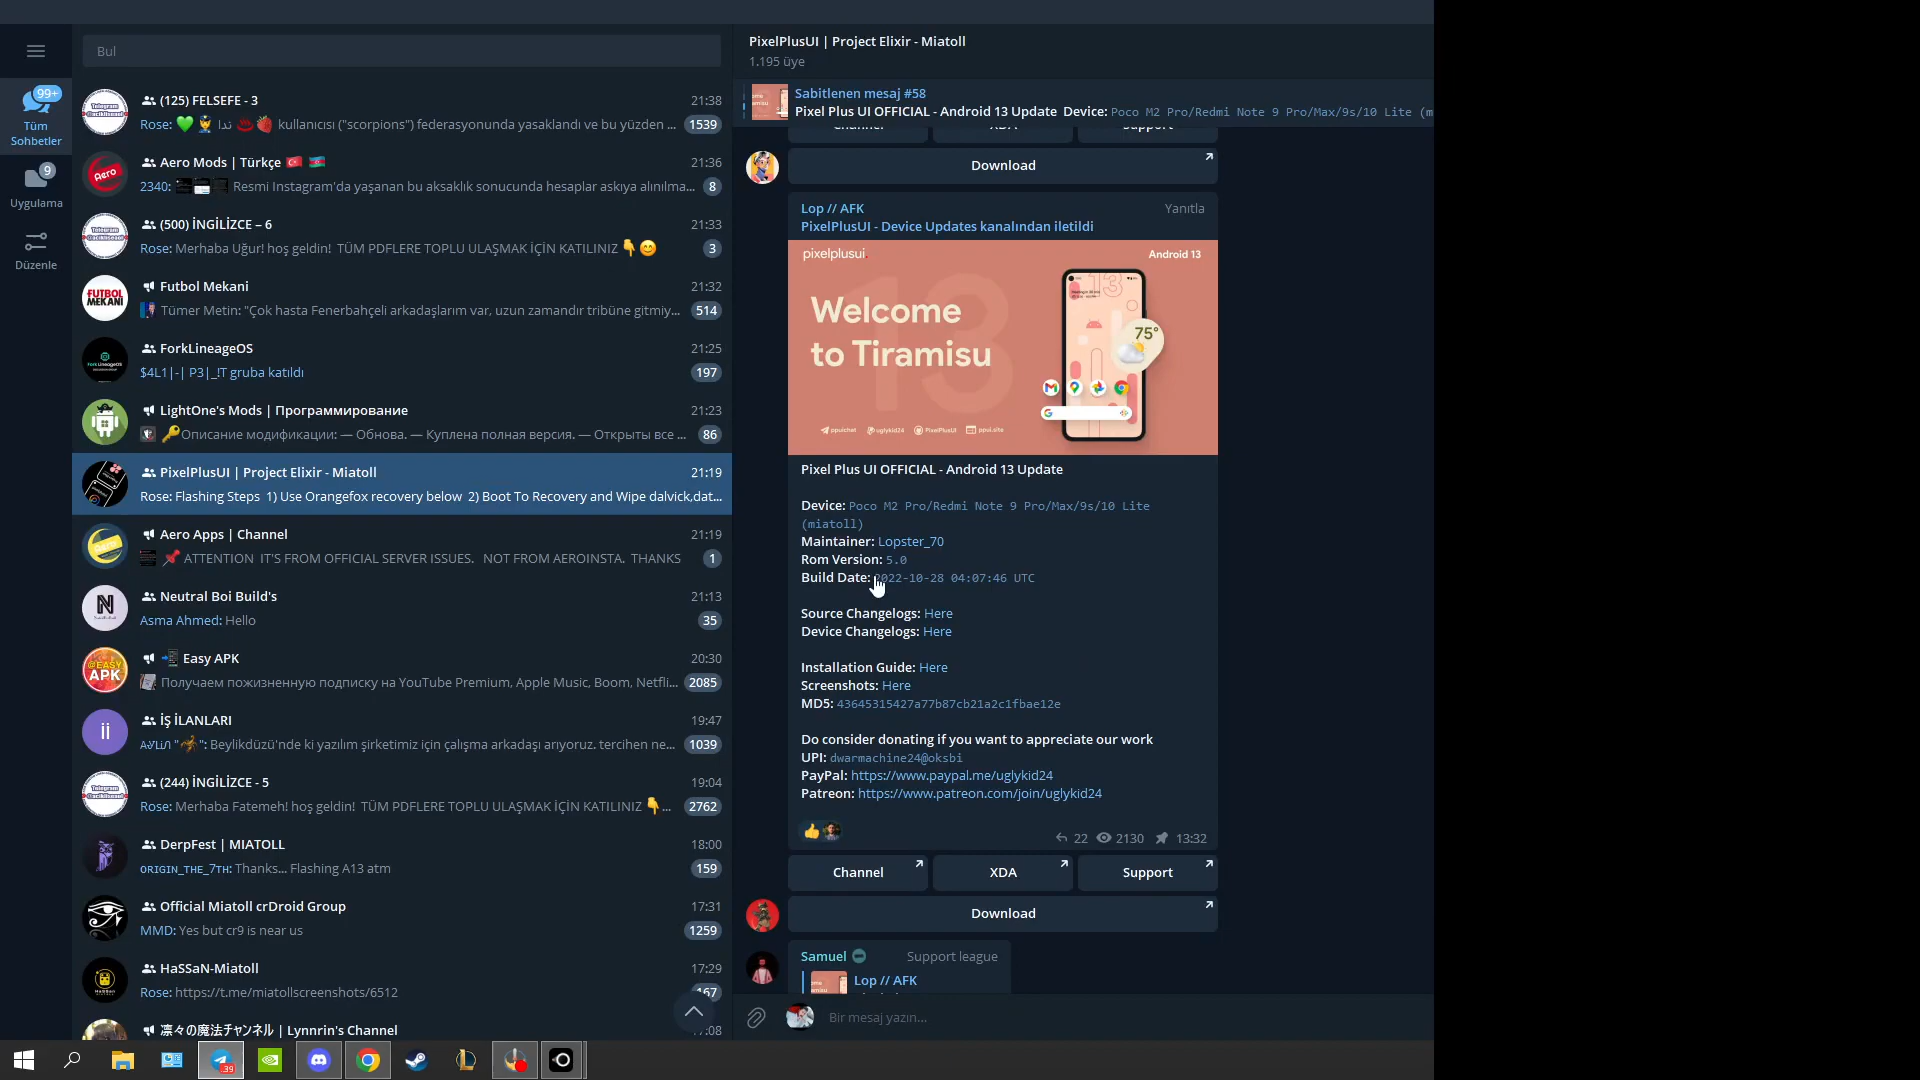 Bul
99+
Tüm
Sohbetler
9
Uygulama
Düzenle
(125) FELSEFE - 3
21:38
Rose: 💚 👮 ندا ♨️🍓 kullanıcısı ("scorpions") federasyonunda yasaklandı ve bu yüzden ...
1539
Aero Mods | Türkçe 🇹🇷 🇦🇿
21:36
2340: Resmi Instagram'da yaşanan bu aksaklık sonucunda hesaplar askıya alınılma...
8
(500) İNGİLİZCE – 6
21:33
Rose: Merhaba Uğur! hoş geldin! TÜM PDFLERE TOPLU ULAŞMAK İÇİN KATILINIZ 👇😊
3
Futbol Mekani
21:32
Tümer Metin: "Çok hasta Fenerbahçeli arkadaşlarım var, uzun zamandır tribüne gitmiy...
514
ForkLineageOS
21:25
$4L1|-| P3|_!T gruba katıldı
197
LightOne's Mods | Программирование
21:23
🔑Описание модификации: — Обнова. — Куплена полная версия. — Открыты все ...
86
PixelPlusUI | Project Elixir - Miatoll
21:19
Rose: Flashing Steps 1) Use Orangefox recovery below 2) Boot To Recovery and Wipe dalvick,dat...
Aero Apps | Channel
21:19
📌 ATTENTION IT'S FROM OFFICIAL SERVER ISSUES. NOT FROM AEROINSTA. THANKS
1
Neutral Boi Build's
21:13
Asma Ahmed: Hello
35
📲 Easy APK
20:30
Получаем пожизненную подписку на YouTube Premium, Apple Music, Boom, Netfli...
2085
İŞ İLANLARI
19:47
Beylikdüzü'nde ki yazılım şirketimiz için çalışma arkadaşı arıyoruz. tercihen ne...
1039
(244) İNGİLİZCE - 5
19:04
Rose: Merhaba Fatemeh! hoş geldin! TÜM PDFLERE TOPLU ULAŞMAK İÇİN KATILINIZ 👇...
2762
DerpFest | MIATOLL
18:00
ᴏʀɪɢɪɴ_ᴛʜᴇ_7ᴛʜ: Thanks... Flashing A13 atm
159
Official Miatoll crDroid Group
17:31
MMD: Yes but cr9 is near us
1259
HaSSaN-Miatoll
17:29
Rose: https://t.me/miatollscreenshots/6512
167
凛々の魔法チャンネル | Lynnrin's Channel
17:08
PixelPlusUI | Project Elixir - Miatoll
1.195 üye
Sabitlenen mesaj #58
Pixel Plus UI OFFICIAL - Android 13 Update Device: Poco M2 Pro/Redmi Note 9 Pro/Max/9s/10 Lite (m
Channel
XDA
Support
Download
Lop // AFK
Yanıtla
PixelPlusUI - Device Updates kanalından iletildi
pixelplusui.
Android 13
13
Welcome
to Tiramisu
75°
ppuichat
uglykid24
PixelPlusUI
ppui.site
Pixel Plus UI OFFICIAL - Android 13 Update
Device: Poco M2 Pro/Redmi Note 9 Pro/Max/9s/10 Lite
(miatoll)
Maintainer: Lopster_70
Rom Version: 5.0
Build Date: 2022-10-28 04:07:46 UTC
Source Changelogs: Here
Device Changelogs: Here
Installation Guide: Here
Screenshots: Here
MD5: 43645315427a77b87cb21a2c1fbae12e
Do consider donating if you want to appreciate our work
UPI: dwarmachine24@oksbi
PayPal: https://www.paypal.me/uglykid24
Patreon: https://www.patreon.com/join/uglykid24
22
2130
13:32
Channel
XDA
Support
Download
Samuel
Support league
Lop // AFK
Bir mesaj yazın...